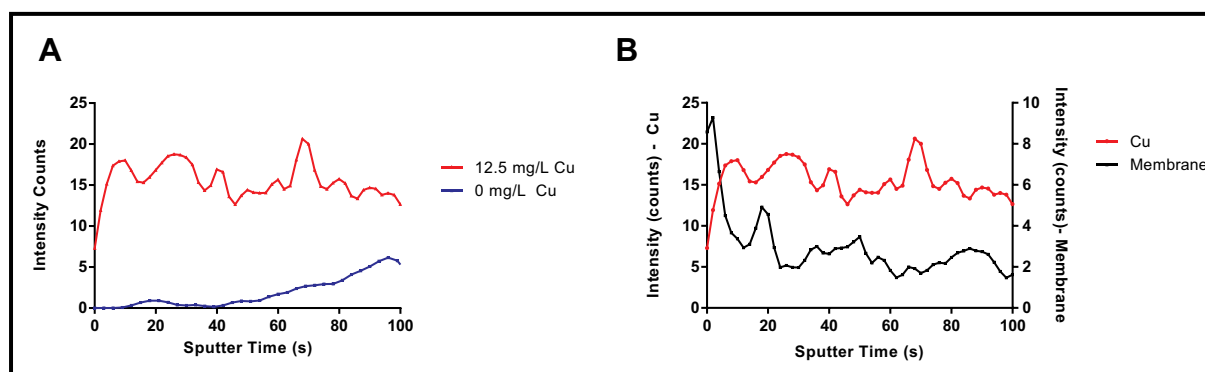 A
B
25
20
15
10
5
0
Intensity Counts
0 20 40 60 80 100
Sputter Time (s)
12.5 mg/L Cu
0 mg/L Cu
25
20
15
10
5
0
Intensity (counts) - Cu
0 20 40 60 80 100
Sputter Time (s)
10
8
6
4
2
0
Intensity (counts)- Membrane
Cu
Membrane